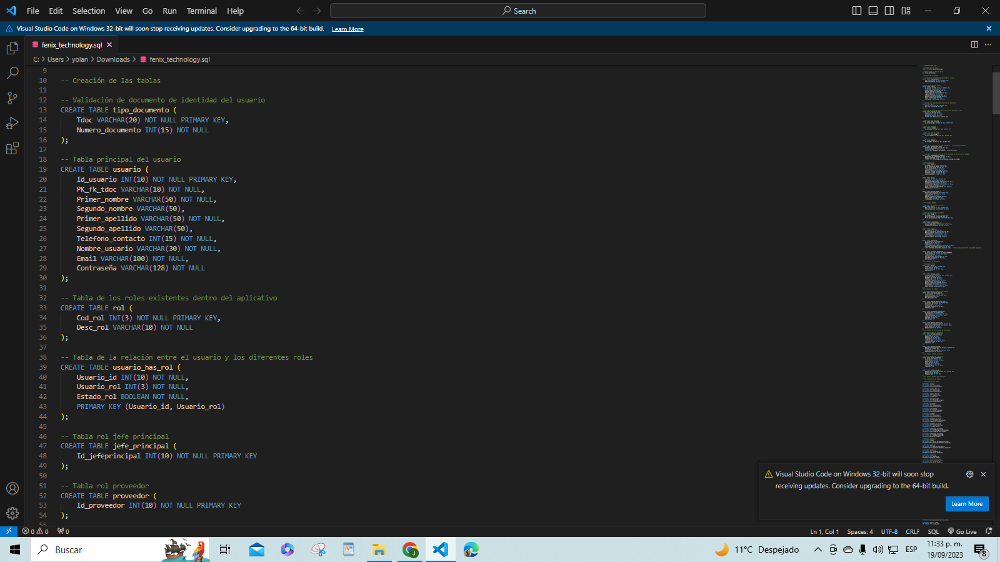 File Edit Selection View Go Run Terminal Help
Search
Visual Studio Code on Windows 32-bit will soon stop receiving updates. Consider upgrading to the 64-bit build. Learn More
fenix_technology.sql
C: > Users > yolan > Downloads > fenix_technology.sql
9
10 -- Creación de las tablas
11
12 -- Validación de documento de identidad del usuario
13 CREATE TABLE tipo_documento (
14 Tdoc VARCHAR(20) NOT NULL PRIMARY KEY,
15 Numero_documento INT(15) NOT NULL
16 );
17
18 -- Tabla principal del usuario
19 CREATE TABLE usuario (
20 Id_usuario INT(10) NOT NULL PRIMARY KEY,
21 PK_fk_tdoc VARCHAR(10) NOT NULL,
22 Primer_nombre VARCHAR(50) NOT NULL,
23 Segundo_nombre VARCHAR(50),
24 Primer_apellido VARCHAR(50) NOT NULL,
25 Segundo_apellido VARCHAR(50),
26 Telefono_contacto INT(15) NOT NULL,
27 Nombre_usuario VARCHAR(30) NOT NULL,
28 Email VARCHAR(100) NOT NULL,
29 Contraseña VARCHAR(128) NOT NULL
30 );
31
32 -- Tabla de los roles existentes dentro del aplicativo
33 CREATE TABLE rol (
34 Cod_rol INT(3) NOT NULL PRIMARY KEY,
35 Desc_rol VARCHAR(10) NOT NULL
36 );
37
38 -- Tabla de la relación entre el usuario y los diferentes roles
39 CREATE TABLE usuario_has_rol (
40 Usuario_id INT(10) NOT NULL,
41 Usuario_rol INT(3) NOT NULL,
42 Estado_rol BOOLEAN NOT NULL,
43 PRIMARY KEY (Usuario_id, Usuario_rol)
44 );
45
46 -- Tabla rol jefe principal
47 CREATE TABLE jefe_principal (
48 Id_jefeprincipal INT(10) NOT NULL PRIMARY KEY
49 );
50
51 -- Tabla rol proveedor
52 CREATE TABLE proveedor (
53 Id_proveedor INT(10) NOT NULL PRIMARY KEY
54 );
55
Visual Studio Code on Windows 32-bit will soon stop
receiving updates. Consider upgrading to the 64-bit build.
Learn More
0 0 0 Ln 1, Col 1 Spaces: 4 UTF-8 CRLF SQL Go Live
Buscar
11°C Despejado
ESP
11:33 p. m.
19/09/2023
8